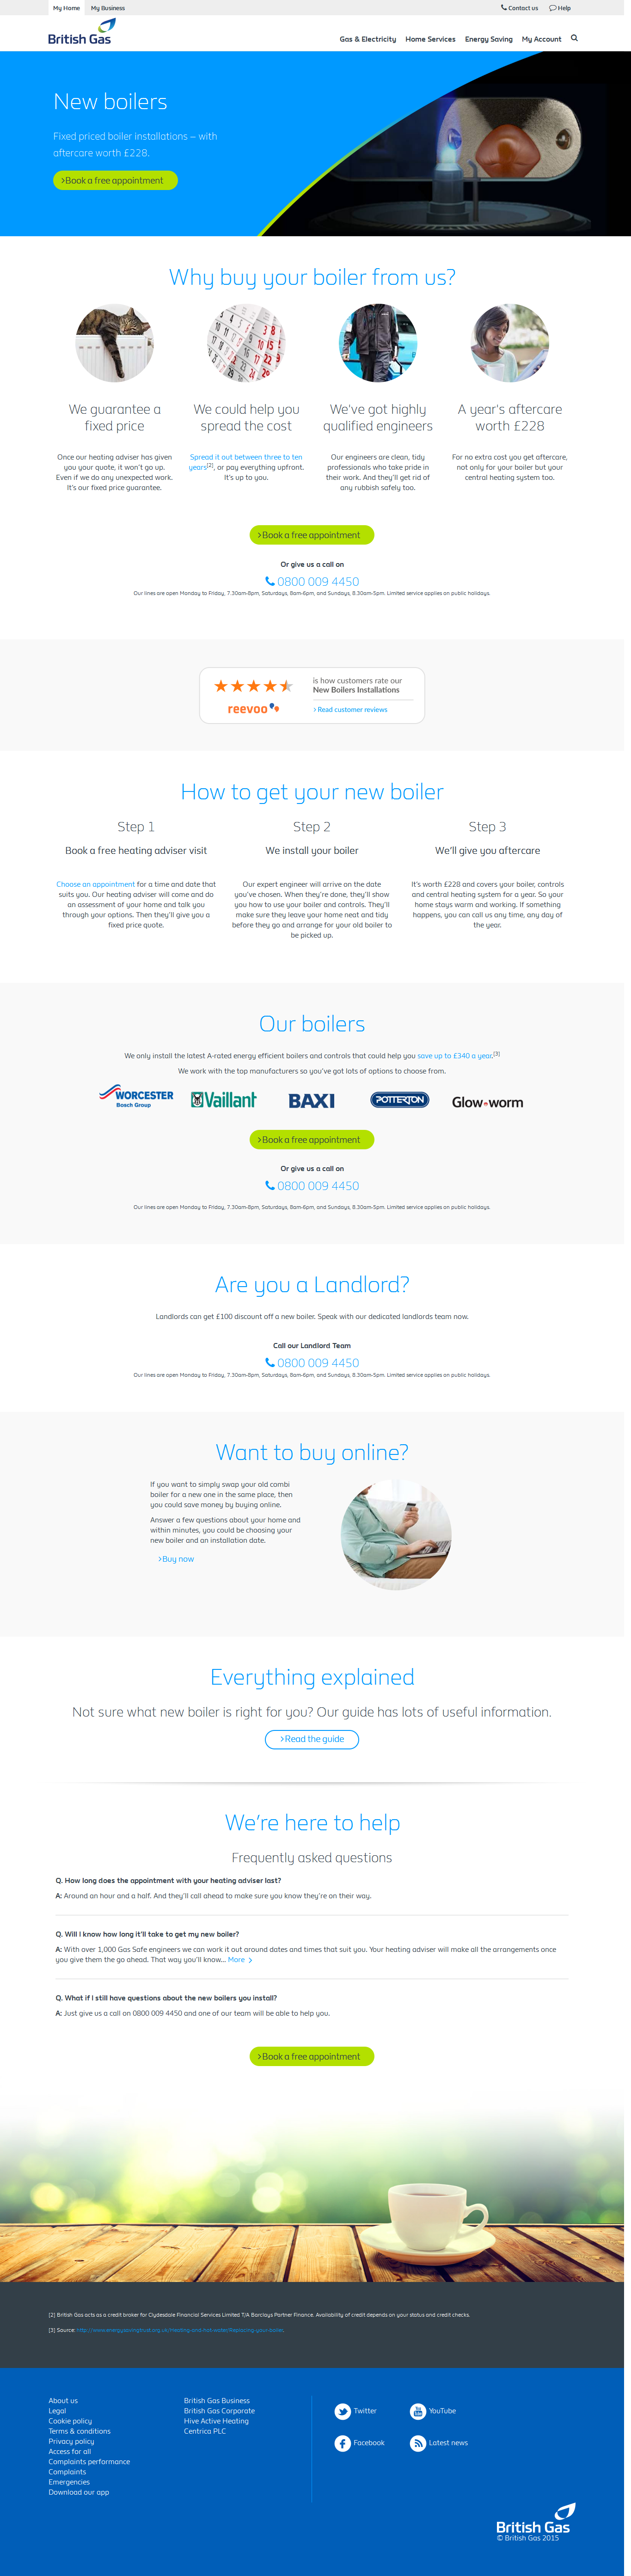 My Home My Business Contact us Help
British Gas
Gas & Electricity Home Services Energy Saving My Account
New boilers
Fixed priced boiler installations – with
aftercare worth £228.
Book a free appointment
Why buy your boiler from us?
We guarantee a
fixed price
Once our heating adviser has given
you your quote, it won't go up.
Even if we do any unexpected work.
It's our fixed price guarantee.
We could help you
spread the cost
Spread it out between three to ten
years[2], or pay everything upfront.
It's up to you.
We've got highly
qualified engineers
Our engineers are clean, tidy
professionals who take pride in
their work. And they'll get rid of
any rubbish safely too.
A year's aftercare
worth £228
For no extra cost you get aftercare,
not only for your boiler but your
central heating system too.
Book a free appointment
Or give us a call on
0800 009 4450
Our lines are open Monday to Friday, 7.30am-8pm, Saturdays, 8am-6pm, and Sundays, 8.30am-5pm. Limited service applies on public holidays.
reevoo
is how customers rate our
New Boilers Installations
Read customer reviews
How to get your new boiler
Step 1
Book a free heating adviser visit
Choose an appointment for a time and date that
suits you. Our heating adviser will come and do
an assessment of your home and talk you
through your options. Then they'll give you a
fixed price quote.
Step 2
We install your boiler
Our expert engineer will arrive on the date
you've chosen. When they're done, they'll show
you how to use your boiler and controls. They'll
make sure they leave your home neat and tidy
before they go and arrange for your old boiler to
be picked up.
Step 3
We'll give you aftercare
It's worth £228 and covers your boiler, controls
and central heating system for a year. So your
home stays warm and working. If something
happens, you can call us any time, any day of
the year.
Our boilers
We only install the latest A-rated energy efficient boilers and controls that could help you save up to £340 a year.[3]
We work with the top manufacturers so you've got lots of options to choose from.
WORCESTER
Bosch Group
Vaillant
BAXI
POTTERTON
Glow-worm
Book a free appointment
Or give us a call on
0800 009 4450
Our lines are open Monday to Friday, 7.30am-8pm, Saturdays, 8am-6pm, and Sundays, 8.30am-5pm. Limited service applies on public holidays.
Are you a Landlord?
Landlords can get £100 discount off a new boiler. Speak with our dedicated landlords team now.
Call our Landlord Team
0800 009 4450
Our lines are open Monday to Friday, 7.30am-8pm, Saturdays, 8am-6pm, and Sundays, 8.30am-5pm. Limited service applies on public holidays.
Want to buy online?
If you want to simply swap your old combi
boiler for a new one in the same place, then
you could save money by buying online.
Answer a few questions about your home and
within minutes, you could be choosing your
new boiler and an installation date.
Buy now
Everything explained
Not sure what new boiler is right for you? Our guide has lots of useful information.
Read the guide
We're here to help
Frequently asked questions
Q. How long does the appointment with your heating adviser last?
A: Around an hour and a half. And they'll call ahead to make sure you know they're on their way.
Q. Will I know how long it'll take to get my new boiler?
A: With over 1,000 Gas Safe engineers we can work it out around dates and times that suit you. Your heating adviser will make all the arrangements once
you give them the go ahead. That way you'll know... More
Q. What if I still have questions about the new boilers you install?
A: Just give us a call on 0800 009 4450 and one of our team will be able to help you.
Book a free appointment
[2] British Gas acts as a credit broker for Clydesdale Financial Services Limited T/A Barclays Partner Finance. Availability of credit depends on your status and credit checks.
[3] Source: http://www.energysavingtrust.org.uk/Heating-and-hot-water/Replacing-your-boiler.
About us
Legal
Cookie policy
Terms & conditions
Privacy policy
Access for all
Complaints performance
Complaints
Emergencies
Download our app
British Gas Business
British Gas Corporate
Hive Active Heating
Centrica PLC
Twitter
You Tube YouTube
Facebook
Latest news
British Gas
© British Gas 2015